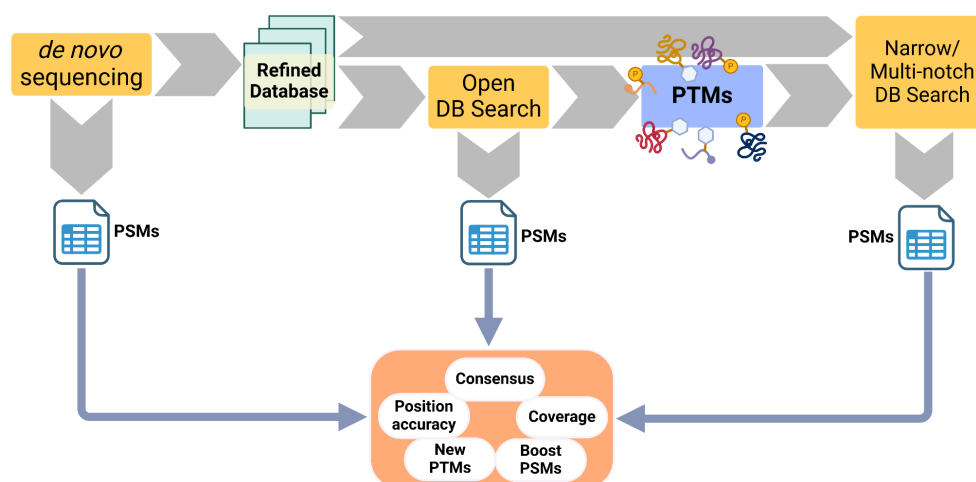 de novo
sequencing
Refined
Database
Open
DB Search
P
P
PTMs
P
Narrow/
Multi-notch
DB Search
PSMs
PSMs
PSMs
Consensus
Position
accuracy
Coverage
New
PTMs
Boost
PSMs